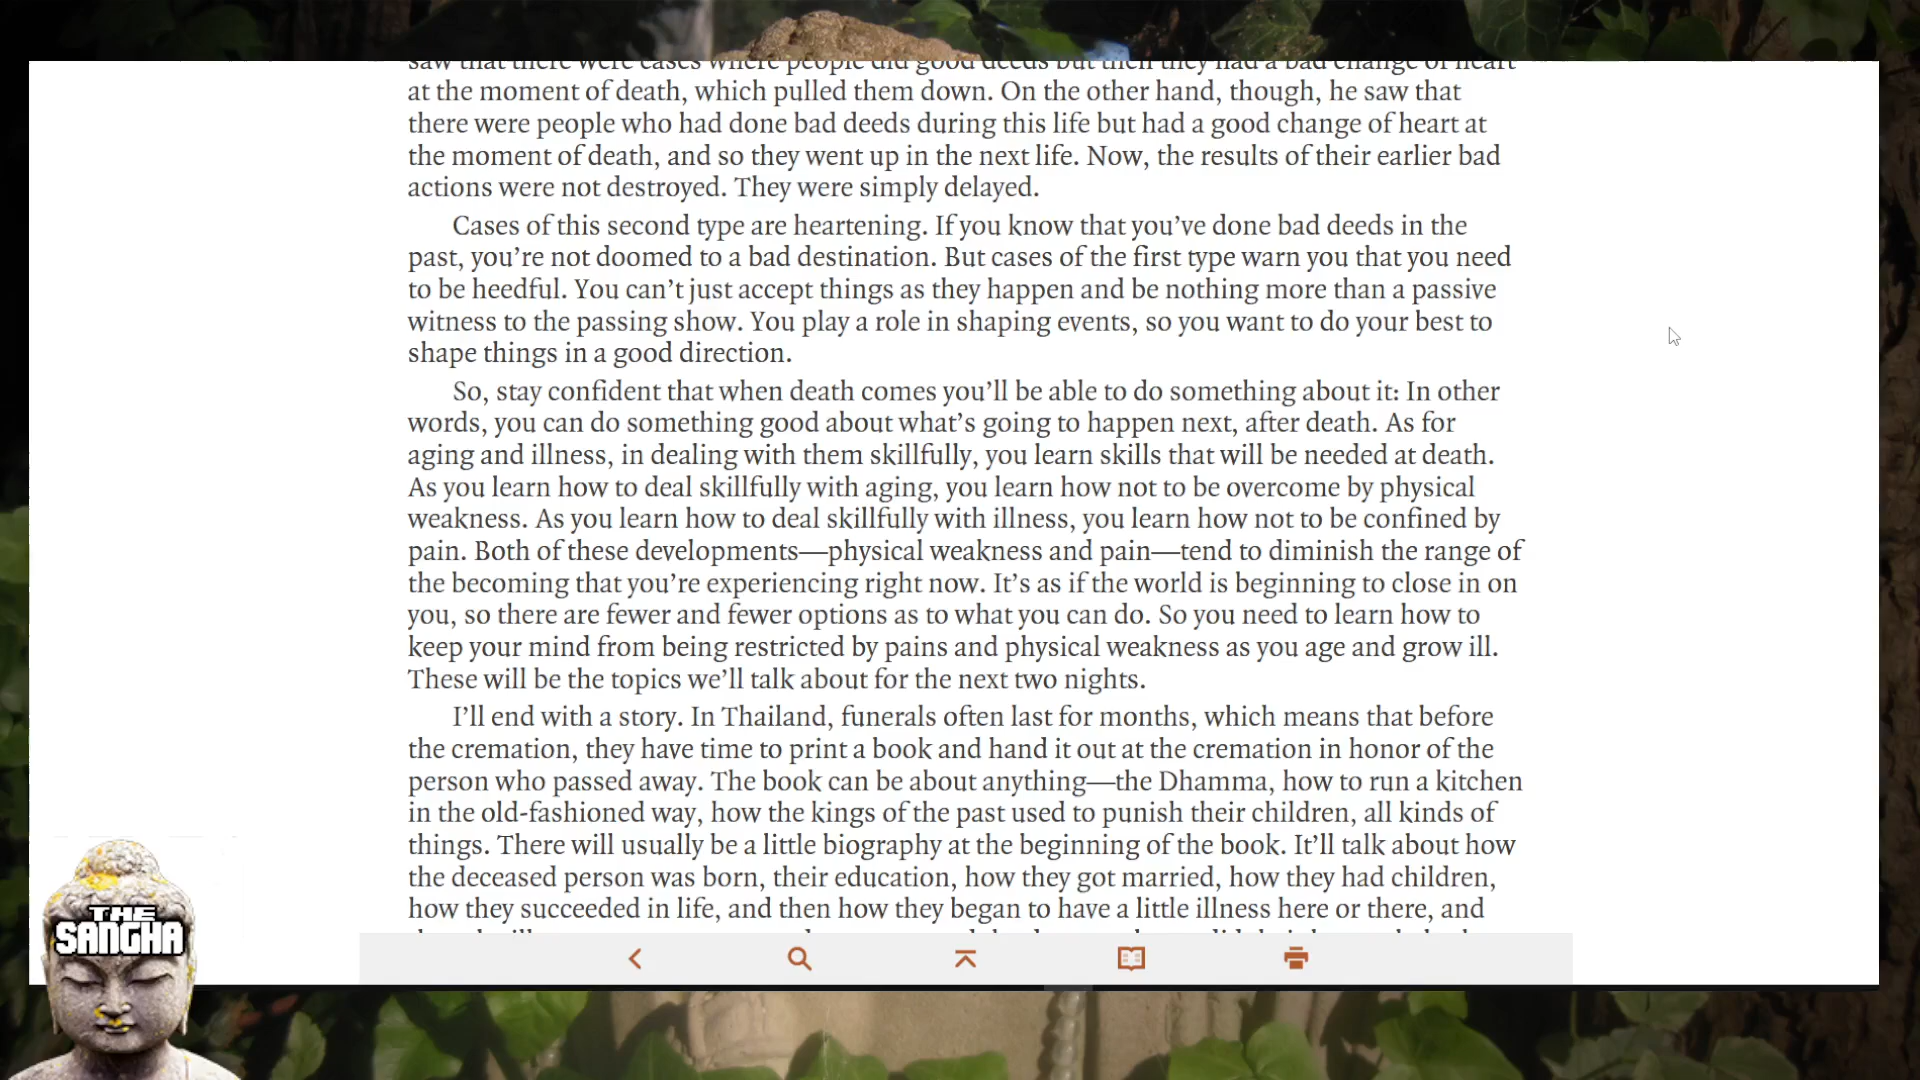 saw that there were cases where people did good deeds but then they had a bad change of heart
at the moment of death, which pulled them down. On the other hand, though, he saw that
there were people who had done bad deeds during this life but had a good change of heart at
the moment of death, and so they went up in the next life. Now, the results of their earlier bad
actions were not destroyed. They were simply delayed.
Cases of this second type are heartening. If you know that you’ve done bad deeds in the
past, you’re not doomed to a bad destination. But cases of the first type warn you that you need
to be heedful. You can’t just accept things as they happen and be nothing more than a passive
witness to the passing show. You play a role in shaping events, so you want to do your best to
shape things in a good direction.
So, stay confident that when death comes you’ll be able to do something about it: In other
words, you can do something good about what’s going to happen next, after death. As for
aging and illness, in dealing with them skillfully, you learn skills that will be needed at death.
As you learn how to deal skillfully with aging, you learn how not to be overcome by physical
weakness. As you learn how to deal skillfully with illness, you learn how not to be confined by
pain. Both of these developments—physical weakness and pain—tend to diminish the range of
the becoming that you’re experiencing right now. It’s as if the world is beginning to close in on
you, so there are fewer and fewer options as to what you can do. So you need to learn how to
keep your mind from being restricted by pains and physical weakness as you age and grow ill.
These will be the topics we’ll talk about for the next two nights.
I’ll end with a story. In Thailand, funerals often last for months, which means that before
the cremation, they have time to print a book and hand it out at the cremation in honor of the
person who passed away. The book can be about anything—the Dhamma, how to run a kitchen
in the old-fashioned way, how the kings of the past used to punish their children, all kinds of
things. There will usually be a little biography at the beginning of the book. It’ll talk about how
the deceased person was born, their education, how they got married, how they had children,
how they succeeded in life, and then how they began to have a little illness here or there, and
THE
SANGHA